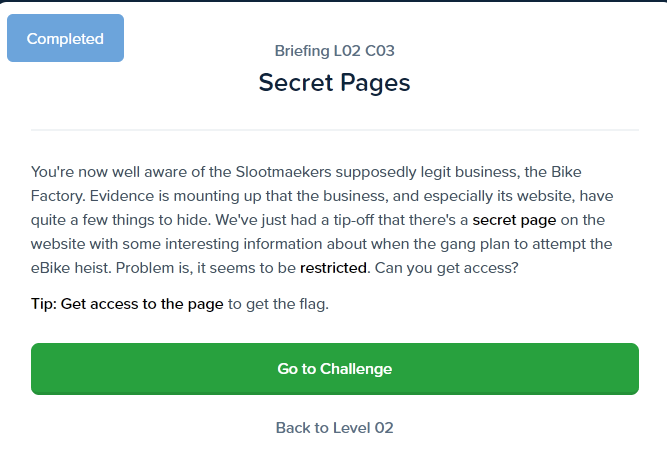 Completed
Briefing L02 C03
Secret Pages
You're now well aware of the Slootmaekers supposedly legit business, the Bike
Factory. Evidence is mounting up that the business, and especially its website, have
quite a few things to hide. We've just had a tip-off that there's a secret page on the
website with some interesting information about when the gang plan to attempt the
eBike heist. Problem is, it seems to be restricted. Can you get access?
Tip: Get access to the page to get the flag.
Go to Challenge
Back to Level 02